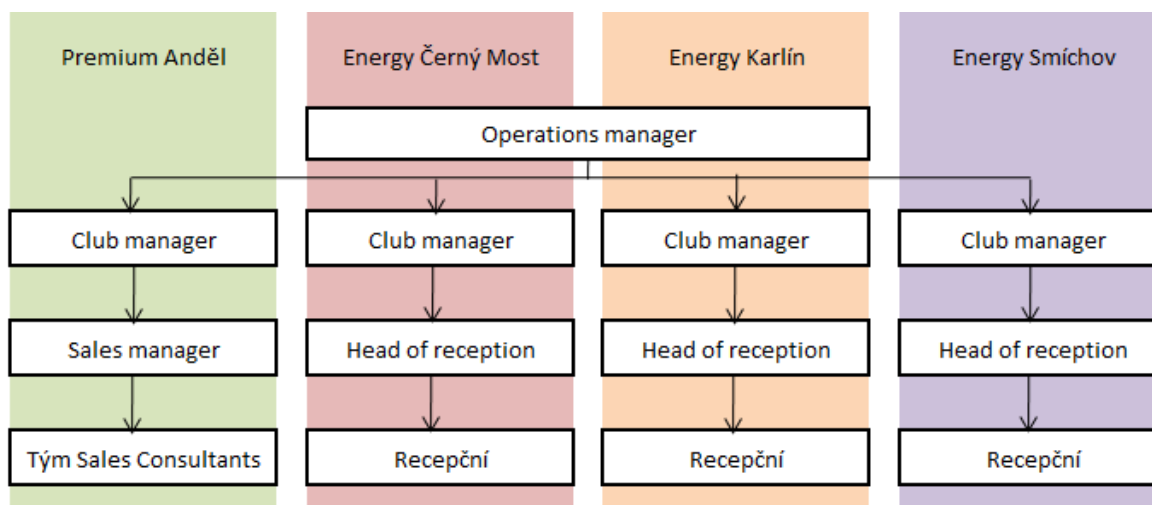 Premium Anděl
Energy Černý Most
Energy Karlín
Energy Smíchov
Operations manager
Club manager
Club manager
Club manager
Club manager
Sales manager
Head of reception
Head of reception
Head of reception
Tým Sales Consultants
Recepční
Recepční
Recepční